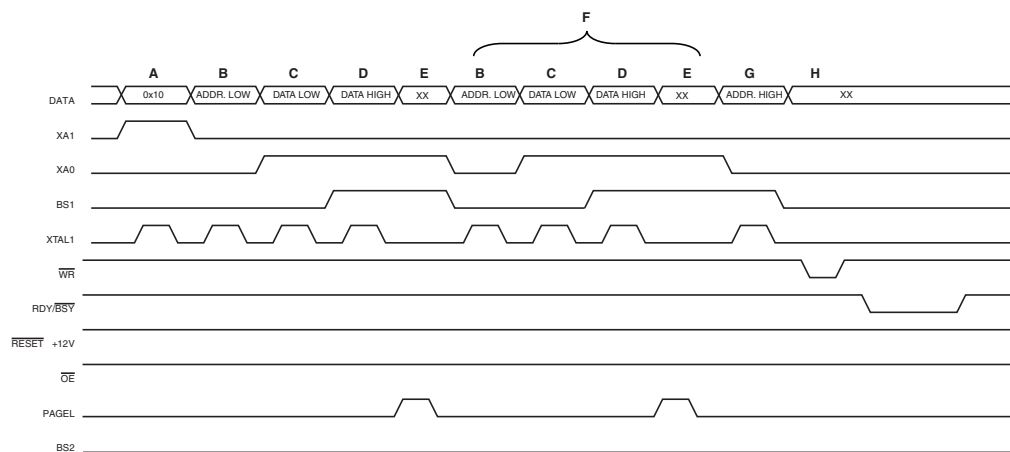 F
A B C D E B C D E G H
DATA 0x10 ADDR. LOW DATA LOW DATA HIGH XX ADDR. LOW DATA LOW DATA HIGH XX ADDR. HIGH XX
XA1
XA0
BS1
XTAL1
WR
RDY/BSY
RESET +12V
OE
PAGEL
BS2